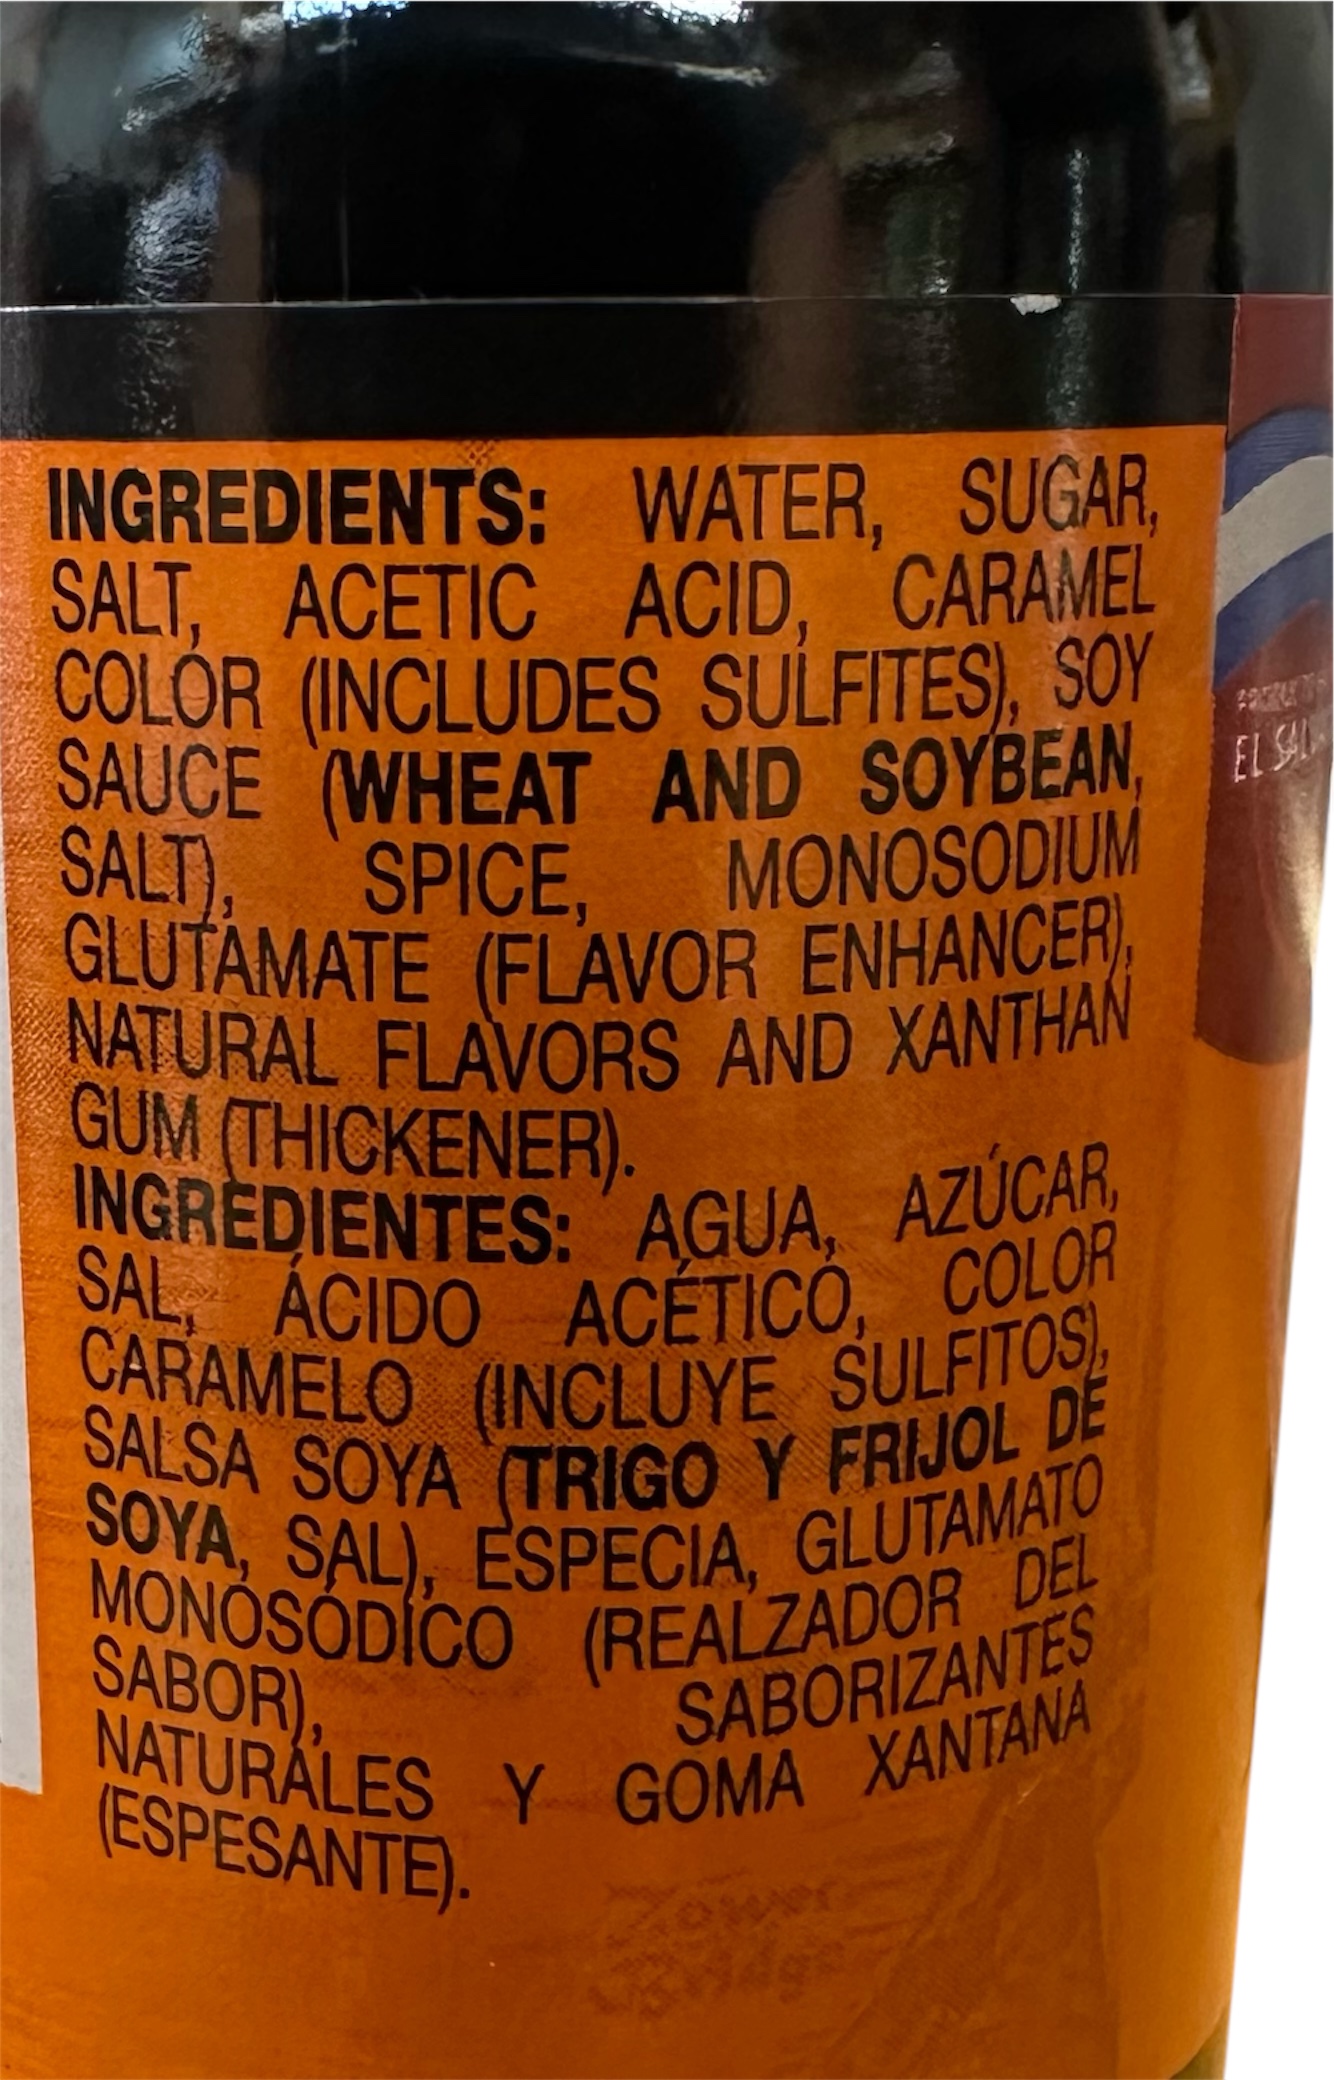 INGREDIENTS: WATER, SUGAR,
SALT, ACETIC ACID, CARAMEL
COLOR (INCLUDES SULFITES), SOY
SAUCE (WHEAT AND SOYBEAN,
SALT), SPICE, MONOSODIUM
GLUTAMATE (FLAVOR ENHANCER),
NATURAL FLAVORS AND XANTHAN
GUM (THICKENER).
INGREDIENTES: AGUA, AZÚCAR,
SAL, ÁCIDO ACÉTICO, COLOR
CARAMELO (INCLUYE SULFITOS),
SALSA SOYA (TRIGO Y FRIJOL DE
SOYA, SAL), ESPECIA, GLUTAMATO
MONOSÓDICO (REALZADOR DEL
SABOR), SABORIZANTES
NATURALES Y GOMA XANTANA
(ESPESANTE).
EL